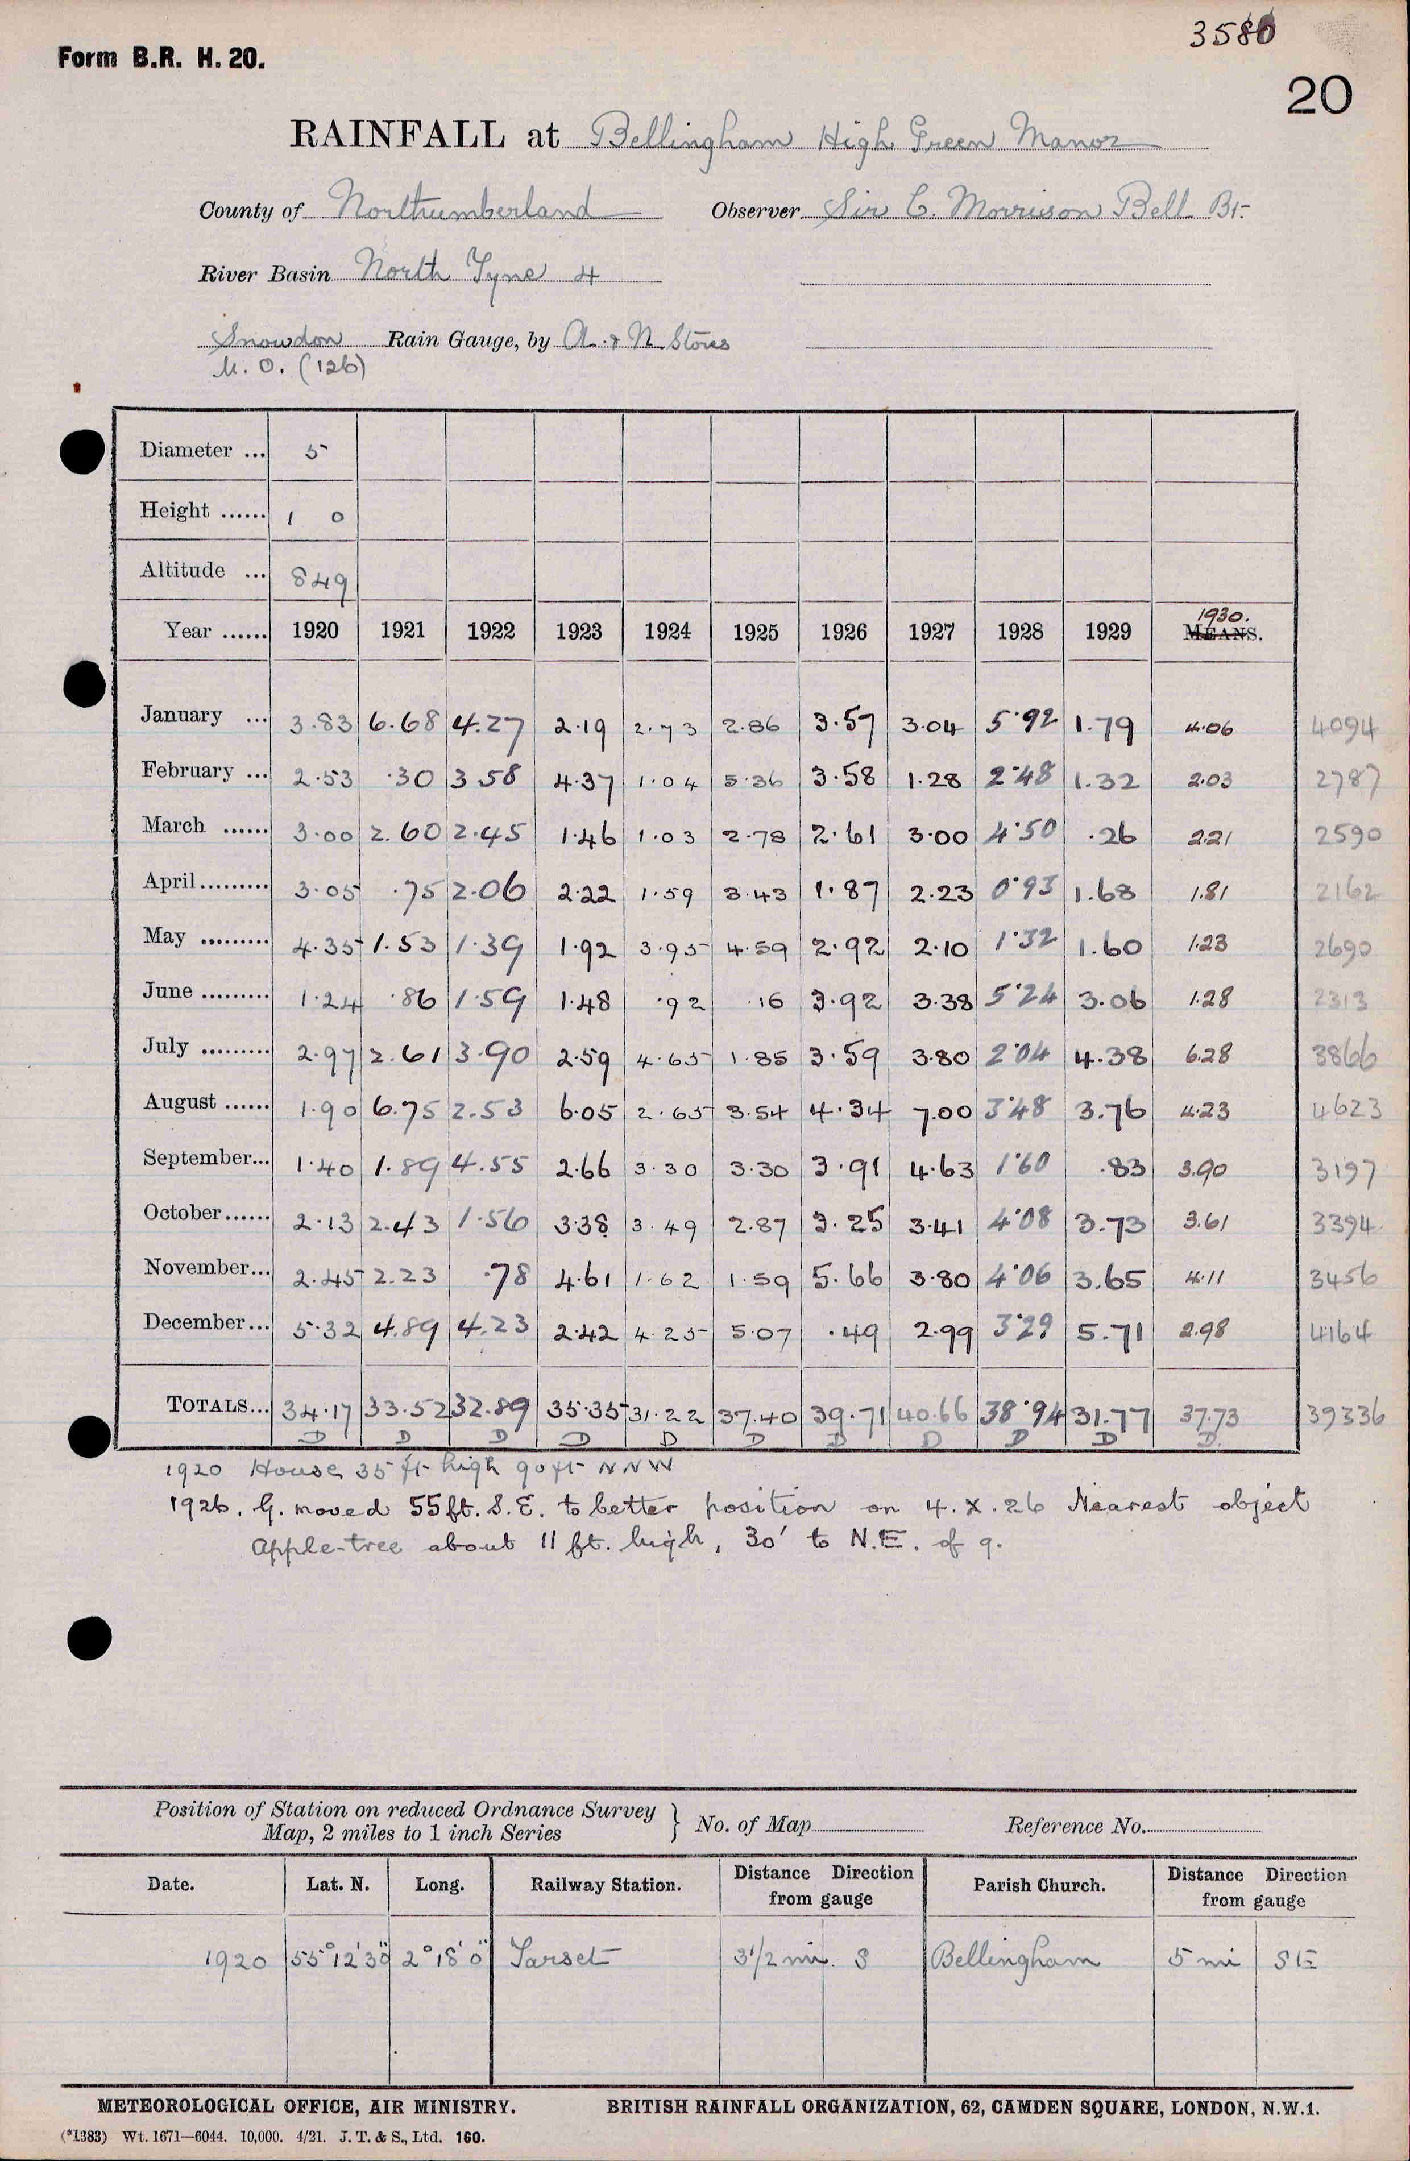 3580
Form B.R. H. 20.
20
RAINFALL at Bellingham High Green Manor
County of Northumberland Observer Sir C. Morrison Bell Bt.
River Basin North Tyne 4
Snowdon Rain Gauge, by A. & N. Stores
M. O. (126)
Diameter ... 5
Height ...... 1 0
Altitude ... 849
Year ...... 1920 1921 1922 1923 1924 1925 1926 1927 1928 1929 1930. MEANS.
January ... 3.83 6.68 4.27 2.19 2.73 2.86 3.57 3.04 5.92 1.79 4.06 4094
February ... 2.53 .30 3 58 4.37 1.04 5.36 3.58 1.28 2.48 1.32 2.03 2787
March ...... 3.00 2.60 2.45 1.46 1.03 2.78 2.61 3.00 4.50 .26 2.21 2590
April......... 3.05 .75 2.06 2.22 1.59 3.43 1.87 2.23 0.93 1.68 1.81 2162
May ......... 4.35 1.53 1.39 1.92 3.95 4.59 2.92 2.10 1.32 1.60 1.23 2690
June ......... 1.24 .86 1.59 1.48 .92 .16 3.92 3.38 5.24 3.06 1.28 2313
July ......... 2.97 2.61 3.90 2.59 4.65 1.85 3.59 3.80 2.04 4.38 6.28 3866
August ...... 1.90 6.75 2.53 6.05 2.65 3.54 4.34 7.00 3.48 3.76 4.23 4623
September... 1.40 1.89 4.55 2.66 3.30 3.30 3.91 4.63 1.60 .83 3.90 3197
October...... 2.13 2.43 1.56 3.38 3.49 2.87 3.25 3.41 4.08 3.73 3.61 3394
November... 2.45 2.23 .78 4.61 1.62 1.59 5.66 3.80 4.06 3.65 4.11 3456
December... 5.32 4.89 4.23 2.42 4.25 5.07 .49 2.99 3.29 5.71 2.98 4164
TOTALS... 34.17 33.52 32.89 35.35 31.22 37.40 39.71 40.66 38.94 31.77 37.73 39336
D D D D D D D D D D D.
1920 House 35 ft high 90 ft NNW
1926. G. moved 55 ft. S.E. to better position on 4.X.26 Nearest object
Apple-tree about 11 ft. high, 30' to N.E. of g.
Position of Station on reduced Ordnance Survey
Map, 2 miles to 1 inch Series } No. of Map Reference No.
Date. Lat. N. Long. Railway Station. Distance Direction from gauge Parish Church. Distance Direction from gauge
1920 55°12'30" 2°18'0" Tarset 3 1/2 mi. S Bellingham 5 mi SE
METEOROLOGICAL OFFICE, AIR MINISTRY. BRITISH RAINFALL ORGANIZATION, 62, CAMDEN SQUARE, LONDON, N.W.1.
(*1383) Wt. 1671—6044. 10,000. 4/21. J. T. & S., Ltd. 160.